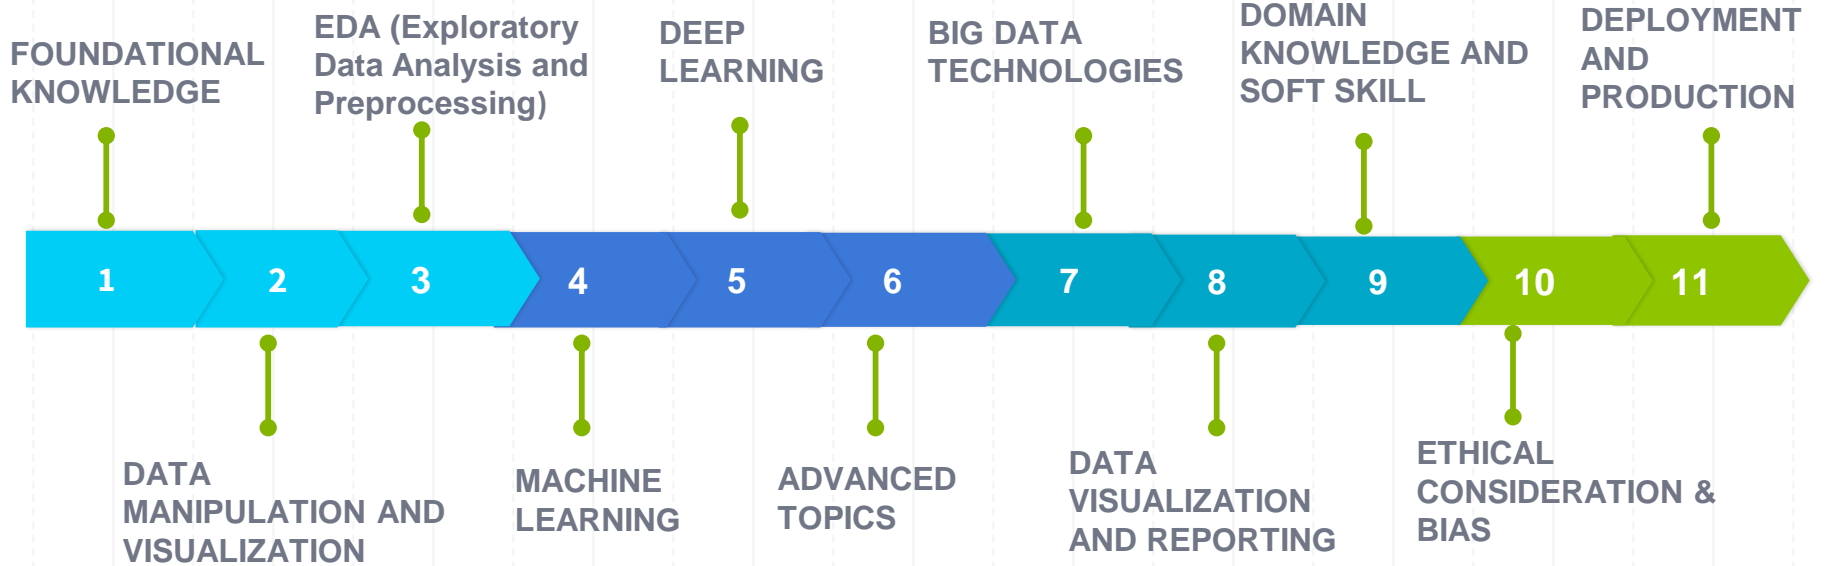 FOUNDATIONAL
KNOWLEDGE
EDA (Exploratory
Data Analysis and
Preprocessing)
DEEP
LEARNING
BIG DATA
TECHNOLOGIES
DOMAIN
KNOWLEDGE AND
SOFT SKILL
DEPLOYMENT
AND
PRODUCTION
1
2
3
4
5
6
7
8
9
10
11
DATA
MANIPULATION AND
VISUALIZATION
MACHINE
LEARNING
ADVANCED
TOPICS
DATA
VISUALIZATION
AND REPORTING
ETHICAL
CONSIDERATION &
BIAS